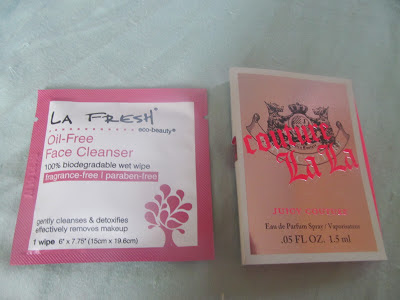 LA FRESH®
eco-beauty®
Oil-Free
Face Cleanser
100% biodegradable wet wipe
fragrance-free | paraben-free
gently cleanses & detoxifies
effectively removes makeup
1 wipe 6" x 7.75" (15cm x 19.6cm)
couture
La La
JUICY COUTURE
Eau de Parfum Spray / Vaporisateur
.05 FL OZ. 1.5 ml